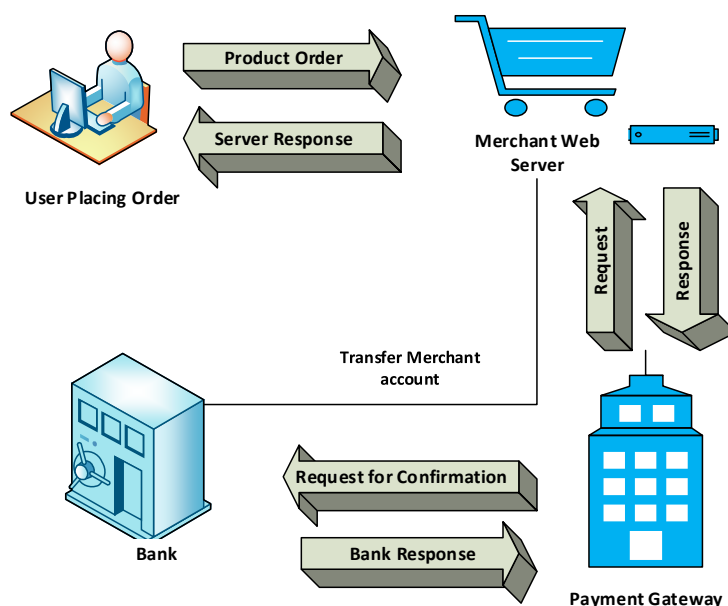 Product Order
Server Response
User Placing Order
Merchant Web
Server
Request
Response
Transfer Merchant
account
Request for Confirmation
Bank Response
Bank
Payment Gateway